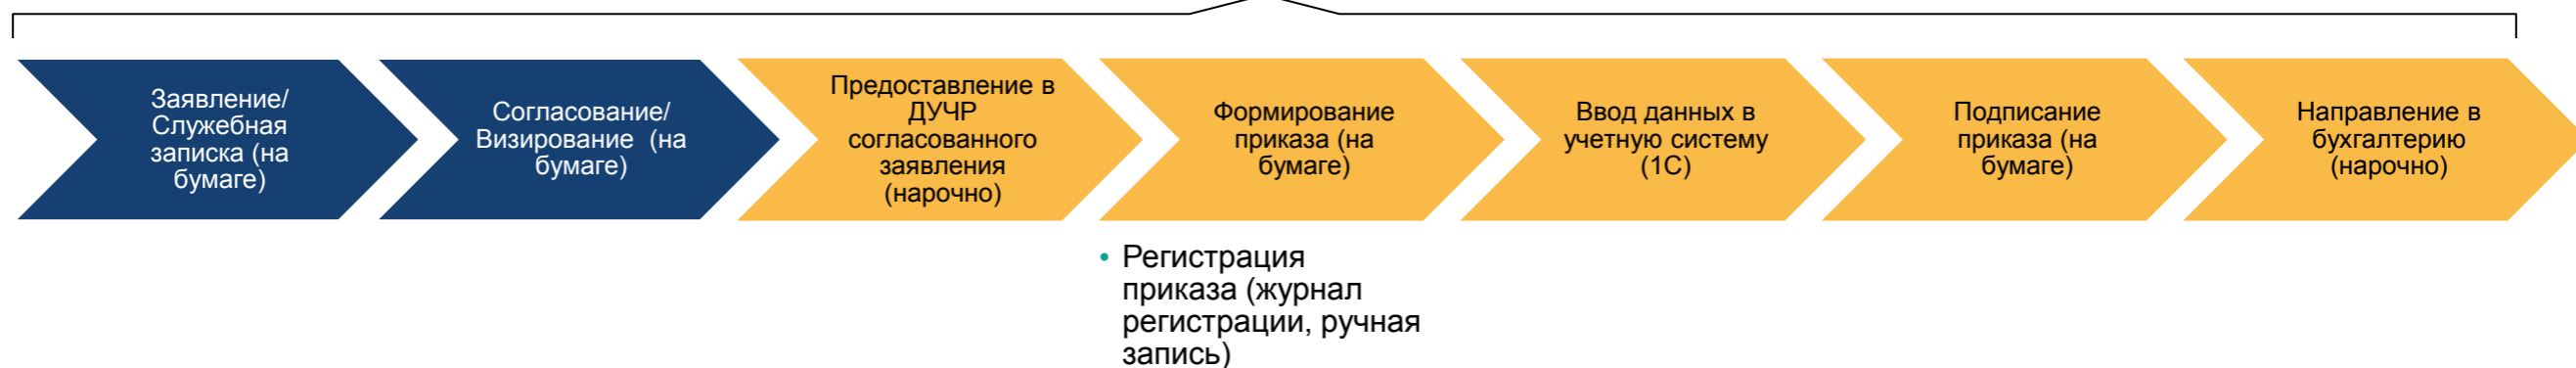 Заявление/
Служебная
записка (на
бумаге)
Согласование/
Визирование (на
бумаге)
Предоставление в
ДУЧР
согласованного
заявления
(нарочно)
Формирование
приказа (на
бумаге)
Ввод данных в
учетную систему
(1С)
Подписание
приказа (на
бумаге)
Направление в
бухгалтерию
(нарочно)
• Регистрация
приказа (журнал
регистрации, ручная
запись)